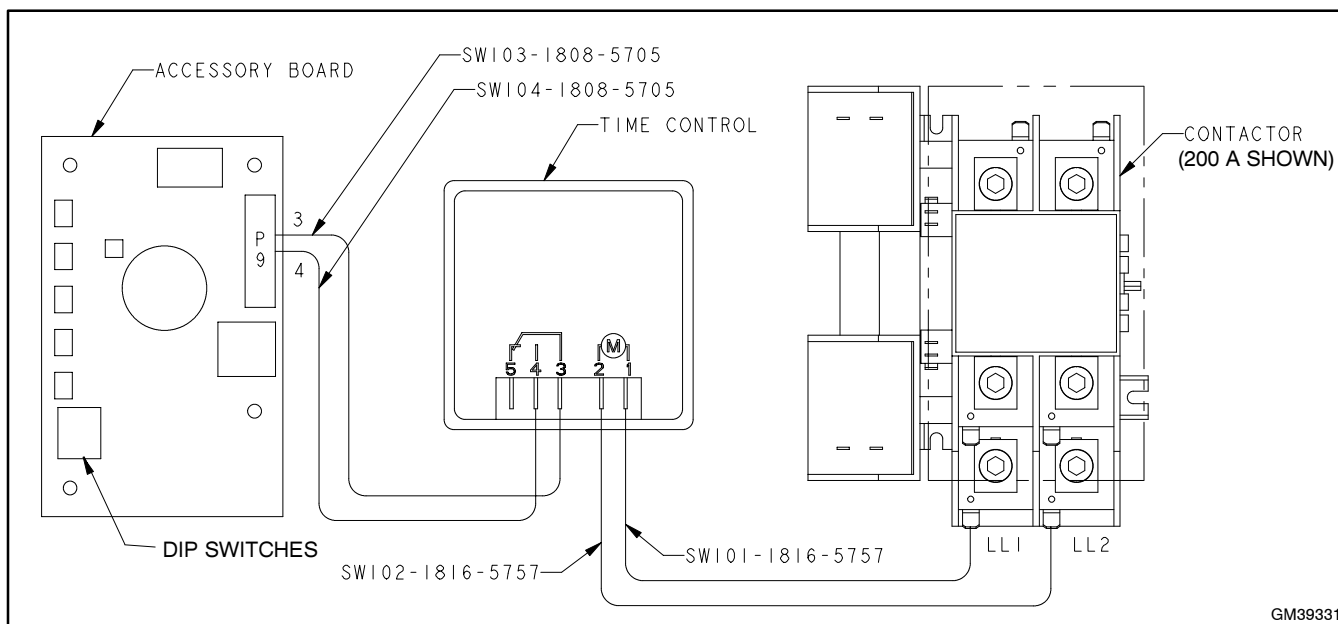 SW103-1808-5705
ACCESSORY BOARD
SW104-1808-5705
TIME CONTROL
CONTACTOR
(200 A SHOWN)
3
P
9
4
M
5 4 3 2 1
DIP SWITCHES
SW101-1816-5757
SW102-1816-5757
LL1 LL2
GM39331